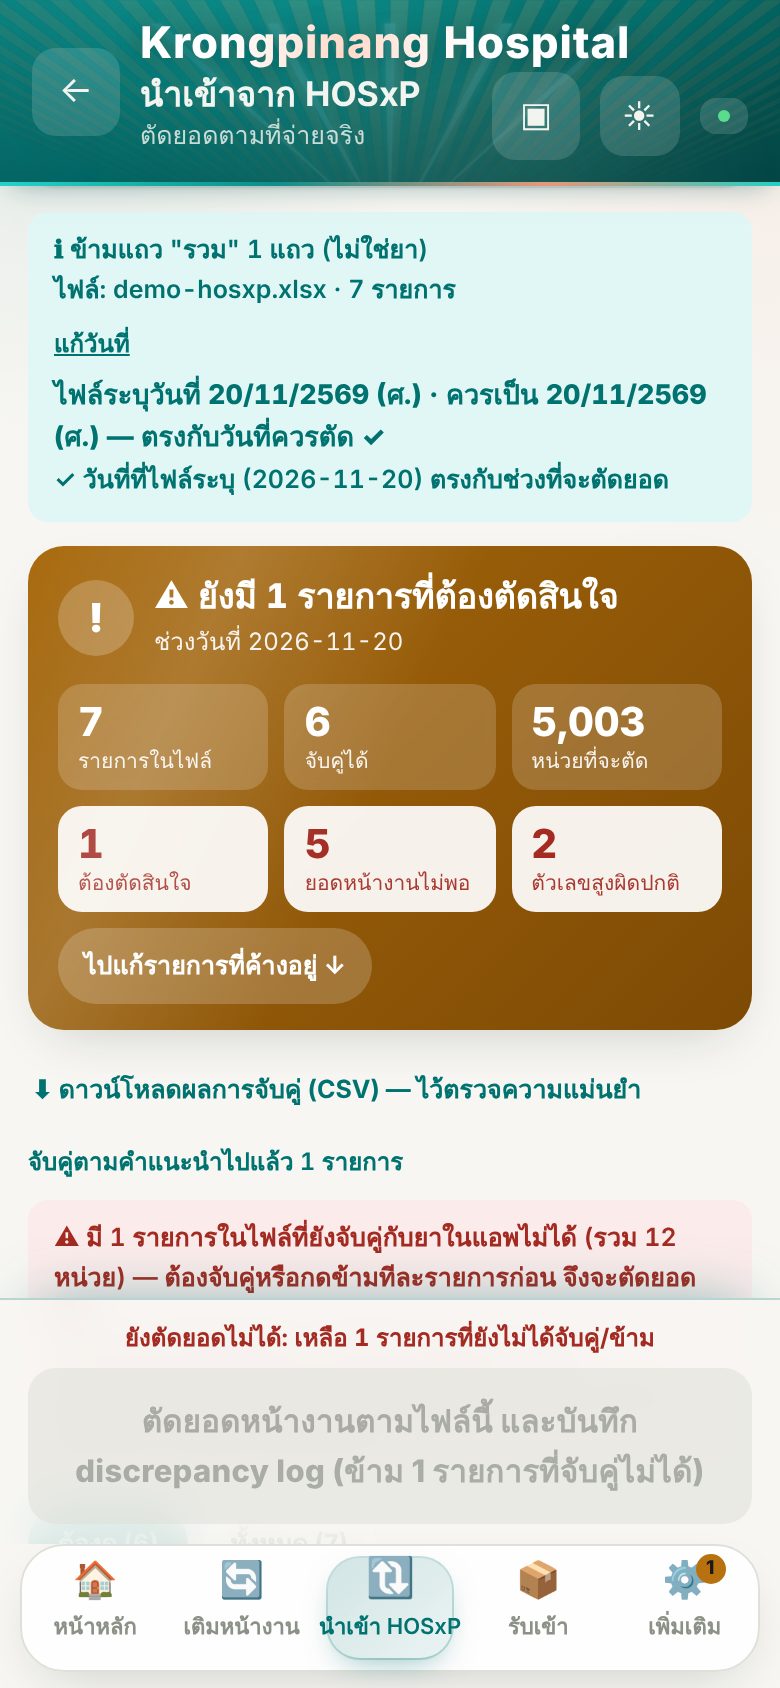 Krongpinang Hospital
นำเข้าจาก HOSxP
ตัดยอดตามที่จ่ายจริง
ℹ ข้ามแถว "รวม" 1 แถว (ไม่ใช่ยา)
ไฟล์: demo-hosxp.xlsx · 7 รายการ
แก้วันที่
ไฟล์ระบุวันที่ 20/11/2569 (ศ.) · ควรเป็น 20/11/2569
(ศ.) — ตรงกับวันที่ควรตัด ✓
✓ วันที่ที่ไฟล์ระบุ (2026-11-20) ตรงกับช่วงที่จะตัดยอด
! ⚠ ยังมี 1 รายการที่ต้องตัดสินใจ
ช่วงวันที่ 2026-11-20
7 6 5,003
รายการในไฟล์ จับคู่ได้ หน่วยที่จะตัด
1 5 2
ต้องตัดสินใจ ยอดหน้างานไม่พอ ตัวเลขสูงผิดปกติ
ไปแก้รายการที่ค้างอยู่ ↓
⬇ ดาวน์โหลดผลการจับคู่ (CSV) — ไว้ตรวจความแม่นยำ
จับคู่ตามคำแนะนำไปแล้ว 1 รายการ
⚠ มี 1 รายการในไฟล์ที่ยังจับคู่กับยาในแอพไม่ได้ (รวม 12
หน่วย) — ต้องจับคู่หรือกดข้ามทีละรายการก่อน จึงจะตัดยอด
ยังตัดยอดไม่ได้: เหลือ 1 รายการที่ยังไม่ได้จับคู่/ข้าม
ตัดยอดหน้างานตามไฟล์นี้ และบันทึก
discrepancy log (ข้าม 1 รายการที่จับคู่ไม่ได้)
ทั้งหมด (7)
1
หน้าหลัก เติมหน้างาน นำเข้า HOSxP รับเข้า เพิ่มเติม